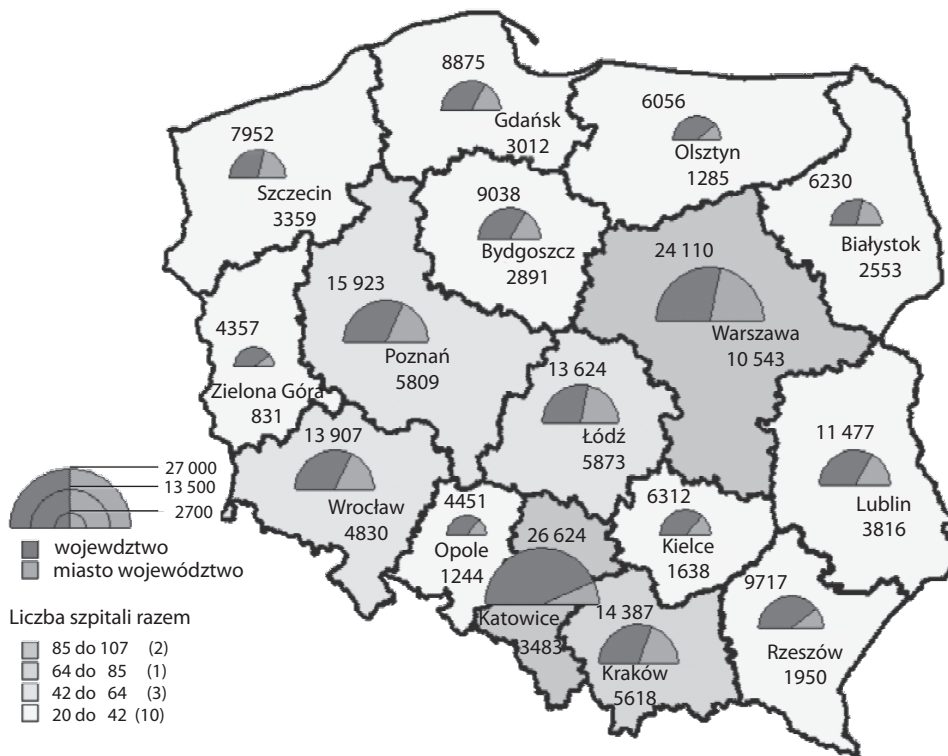 8875
Gdańsk
3012
6056
Olsztyn
1285
7952
Szczecin
3359
9038
Bydgoszcz
2891
6230
Białystok
2553
24 110
Warszawa
10 543
15 923
Poznań
5809
4357
Zielona Góra
831
13 624
Łódź
5873
13 907
Wrocław
4830
11 477
Lublin
3816
4451
Opole
1244
26 624
Katowice
3483
6312
Kielce
1638
14 387
Kraków
5618
9717
Rzeszów
1950
27 000
13 500
2700
wojewdztwo
miasto województwo
Liczba szpitali razem
85 do 107 (2)
64 do 85 (1)
42 do 64 (3)
20 do 42 (10)